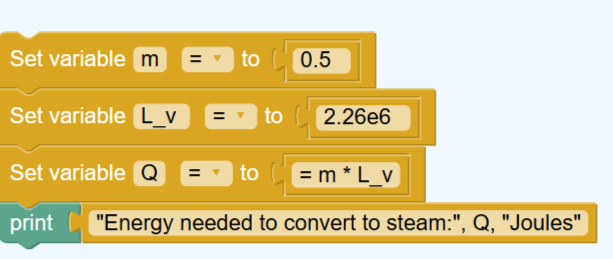 Set variable m = to 0.5
Set variable L_v = to 2.26e6
Set variable Q = to = m * L_v
print "Energy needed to convert to steam:", Q, "Joules"